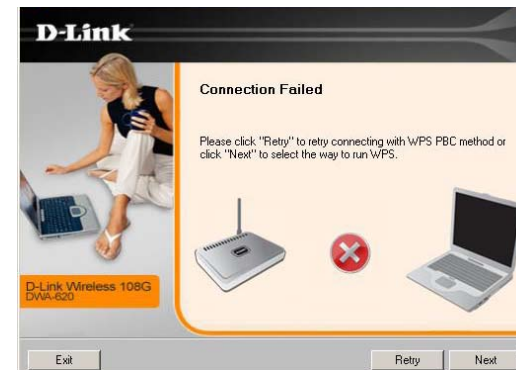 D-Link
Connection Failed
Please click "Retry" to retry connecting with WPS PBC method or
click "Next" to select the way to run WPS.
D-Link Wireless 108G
DWA-620
Exit
Retry
Next